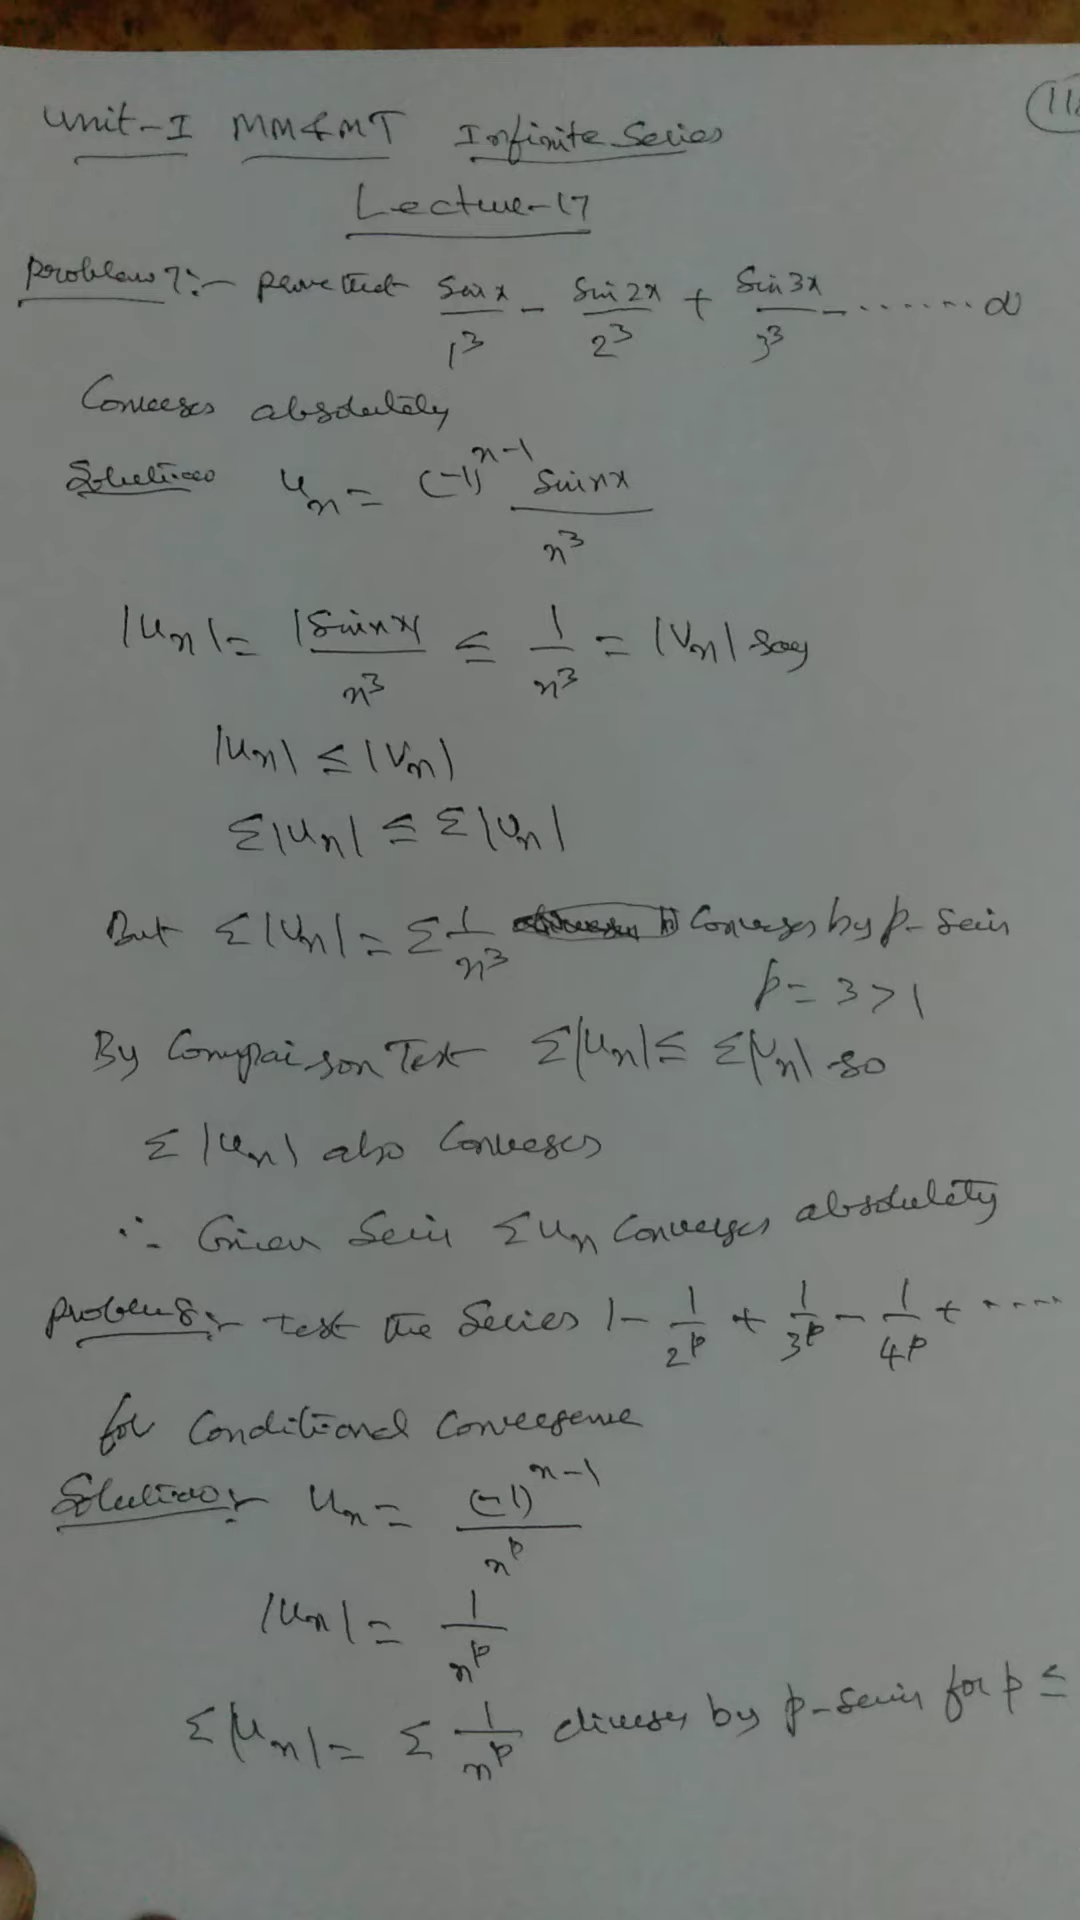 Unit-I MM&MT Infinite Series
Lecture-17
Problem 7:- prove that sin x/1^3 - sin 2x/2^3 + sin 3x/3^3 - ....... ∞
Converges absolutely
Solution u_n = (-1)^(n-1) sin nx / n^3
|u_n| = |sin nx|/n^3 ≤ 1/n^3 = |v_n| say
|u_n| ≤ |v_n|
Σ|u_n| ≤ Σ|v_n|
But Σ|v_n| = Σ 1/n^3 Converges by p-series
p = 3 > 1
By Comparison Test Σ|u_n| ≤ Σ|v_n| so
Σ|u_n| also Converges
∴ Given Series Σu_n Converges absolutely
Problem 8:- test the Series 1 - 1/2^p + 1/3^p - 1/4^p + ....
for Conditional Convergence
Solution:- u_n = (-1)^(n-1)/n^p
|u_n| = 1/n^p
Σ|u_n| = Σ 1/n^p diverges by p-series for p ≤